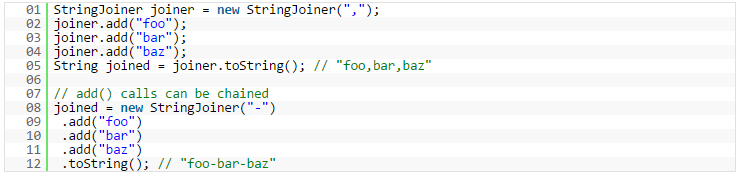 01 StringJoiner joiner = new StringJoiner(",");
02 joiner.add("foo");
03 joiner.add("bar");
04 joiner.add("baz");
05 String joined = joiner.toString(); // "foo,bar,baz"
06
07 // add() calls can be chained
08 joined = new StringJoiner("-")
09  .add("foo")
10  .add("bar")
11  .add("baz")
12  .toString(); // "foo-bar-baz"